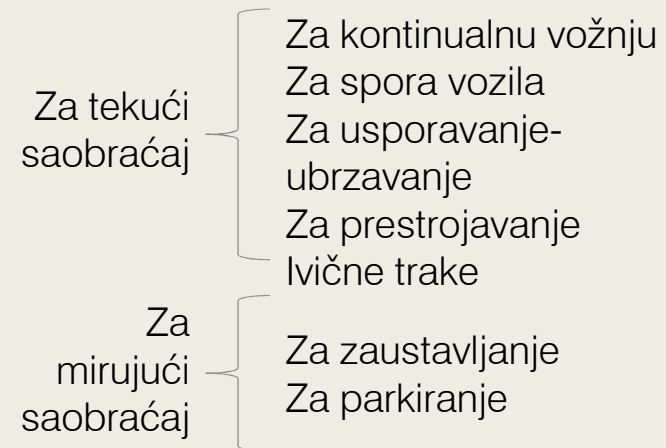 Za tekući
saobraćaj
Za kontinualnu vožnju
Za spora vozila
Za usporavanje-
ubrzavanje
Za prestrojavanje
Ivične trake
Za
mirujući
saobraćaj
Za zaustavljanje
Za parkiranje